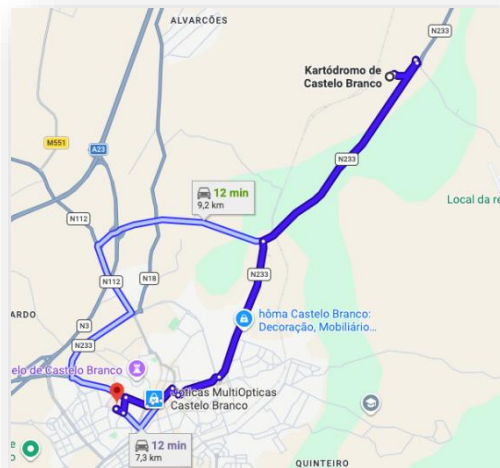 ALVARCÕES
N233
Kartódromo de
Castelo Branco
M551
A23
N233
12 min
9,2 km
Local da re
N112
N233
N18
N112
hôma Castelo Branco:
Decoração, Mobiliário...
ARDO
N3
N233
elo de Castelo Branco
icas MultiOpticas
Castelo Branco
12 min
7,3 km
QUINTEIRO